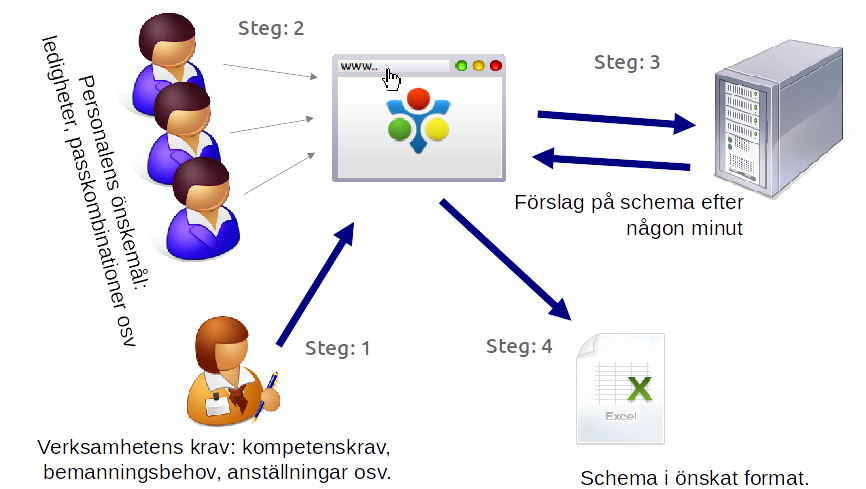 Steg: 2
www..
Steg: 3
Personalens önskemål:
ledigheter, passkombinationer osv
Förslag på schema efter
någon minut
Steg: 1
Steg: 4
Excel
Verksamhetens krav: kompetenskrav,
bemanningsbehov, anställningar osv.
Schema i önskat format.